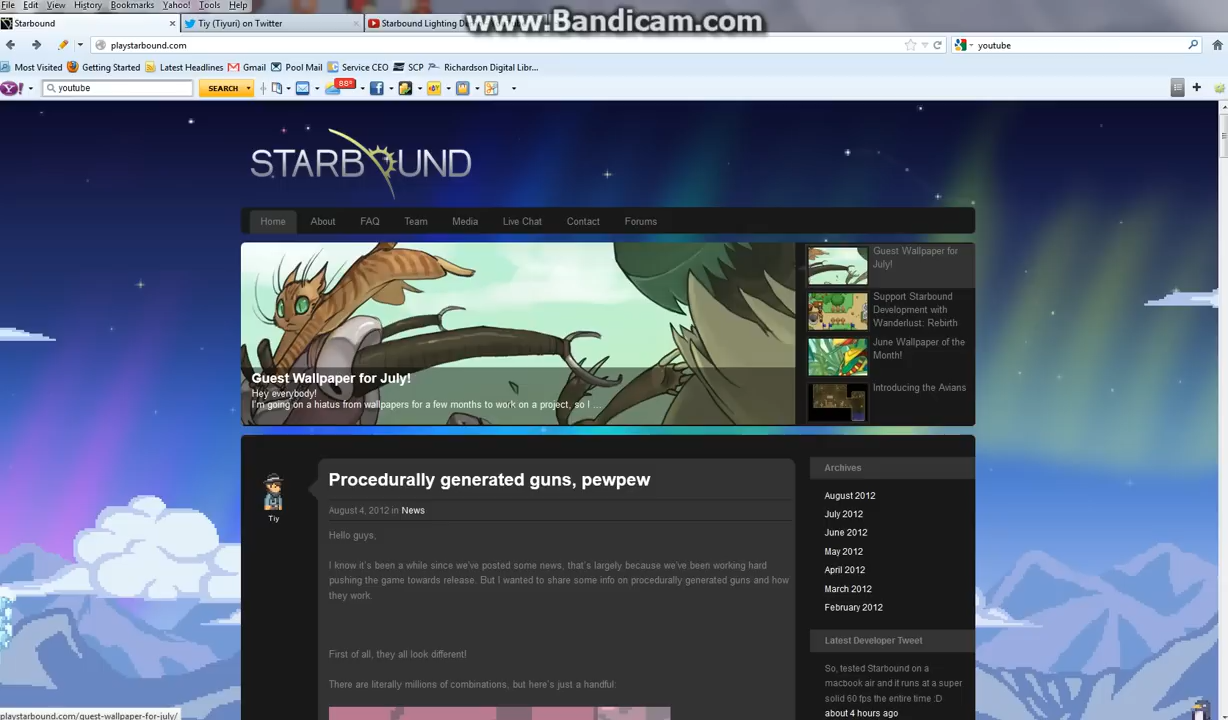 File Edit View History Bookmarks Yahoo! Tools Help
www.Bandicam.com
Starbound × Tiy (Tiyuri) on Twitter × Starbound Lighting D
playstarbound.com youtube
Most Visited Getting Started Latest Headlines Gmail Pool Mail Service CEO SCP Richardson Digital Libr...
Y! youtube SEARCH 88°
STARBOUND
Home About FAQ Team Media Live Chat Contact Forums
Guest Wallpaper for
July!
Support Starbound
Development with
Wanderlust: Rebirth
June Wallpaper of the
Month!
Introducing the Avians
Guest Wallpaper for July!
Hey everybody!
I'm going on a hiatus from wallpapers for a few months to work on a project, so I ...
Tiy
Procedurally generated guns, pewpew
August 4, 2012 in News
Hello guys,
I know it's been a while since we've posted some news, that's largely because we've been working hard
pushing the game towards release. But I wanted to share some info on procedurally generated guns and how
they work.
First of all, they all look different!
There are literally millions of combinations, but here's just a handful:
Archives
August 2012
July 2012
June 2012
May 2012
April 2012
March 2012
February 2012
Latest Developer Tweet
So, tested Starbound on a
macbook air and it runs at a super
solid 60 fps the entire time :D
about 4 hours ago
playstarbound.com/guest-wallpaper-for-july/